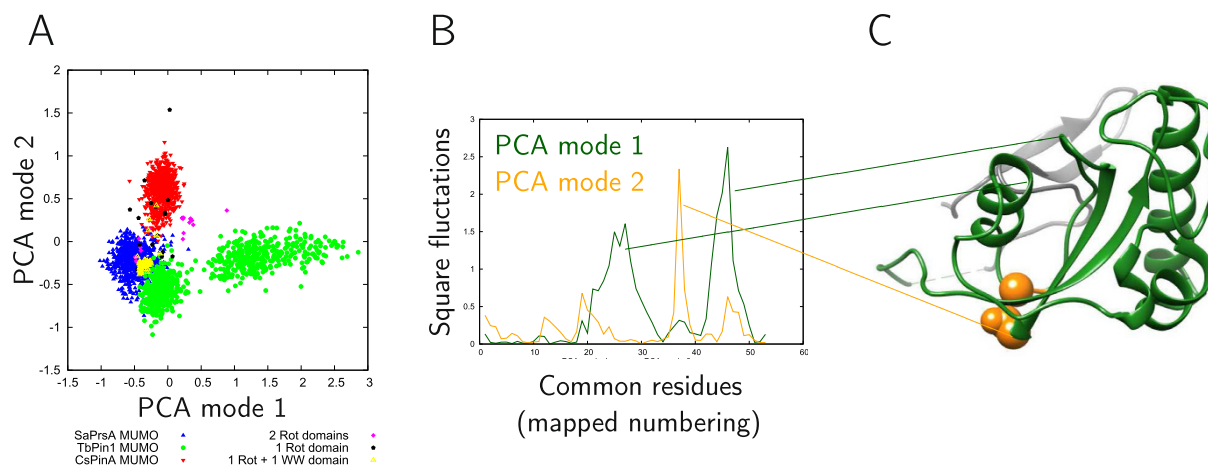 A
B
C
PCA mode 2
2
1.5
1
0.5
0
-0.5
-1
-1.5
-1.5
-1
-0.5
0
0.5
1
1.5
2
2.5
3
PCA mode 1
SaPrsA MUMO
TbPin1 MUMO
CsPinA MUMO
2 Rot domains
1 Rot domain
1 Rot + 1 WW domain
Square fluctations
3
2.5
2
1.5
1
0.5
0
PCA mode 1
PCA mode 2
0
10
20
30
40
50
60
Common residues
(mapped numbering)